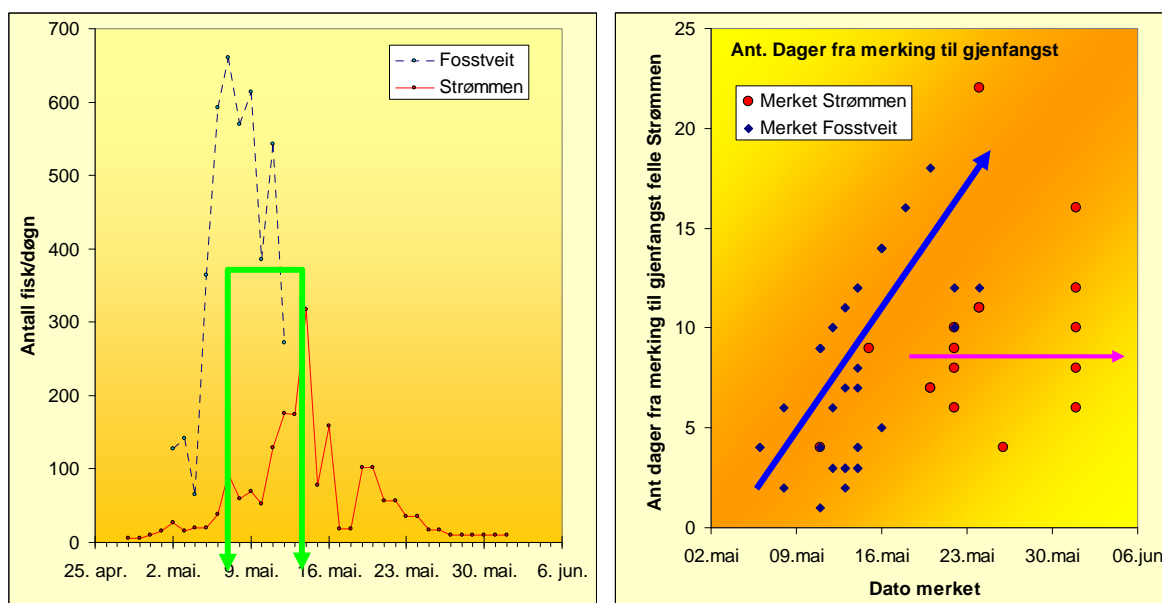 700
600
500
400
300
200
100
0
Antall fisk/døgn
Fosstveit
Strømmen
25. apr.
2. mai.
9. mai.
16. mai.
23. mai.
30. mai.
6. jun.
Ant. Dager fra merking til gjenfangst
Merket Strømmen
Merket Fosstveit
Ant dager fra merking til gjenfangst felle Strømmen
25
20
15
10
5
0
02.mai
09.mai
16.mai
23.mai
30.mai
06.jun
Dato merket